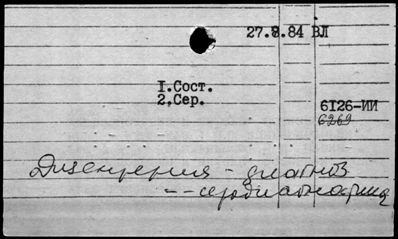 27.8.84 ВЛ
I.Сост.
2.Сер.
6I26-ИИ
6269
Дизентерия - диагноз
-- серодиагностика